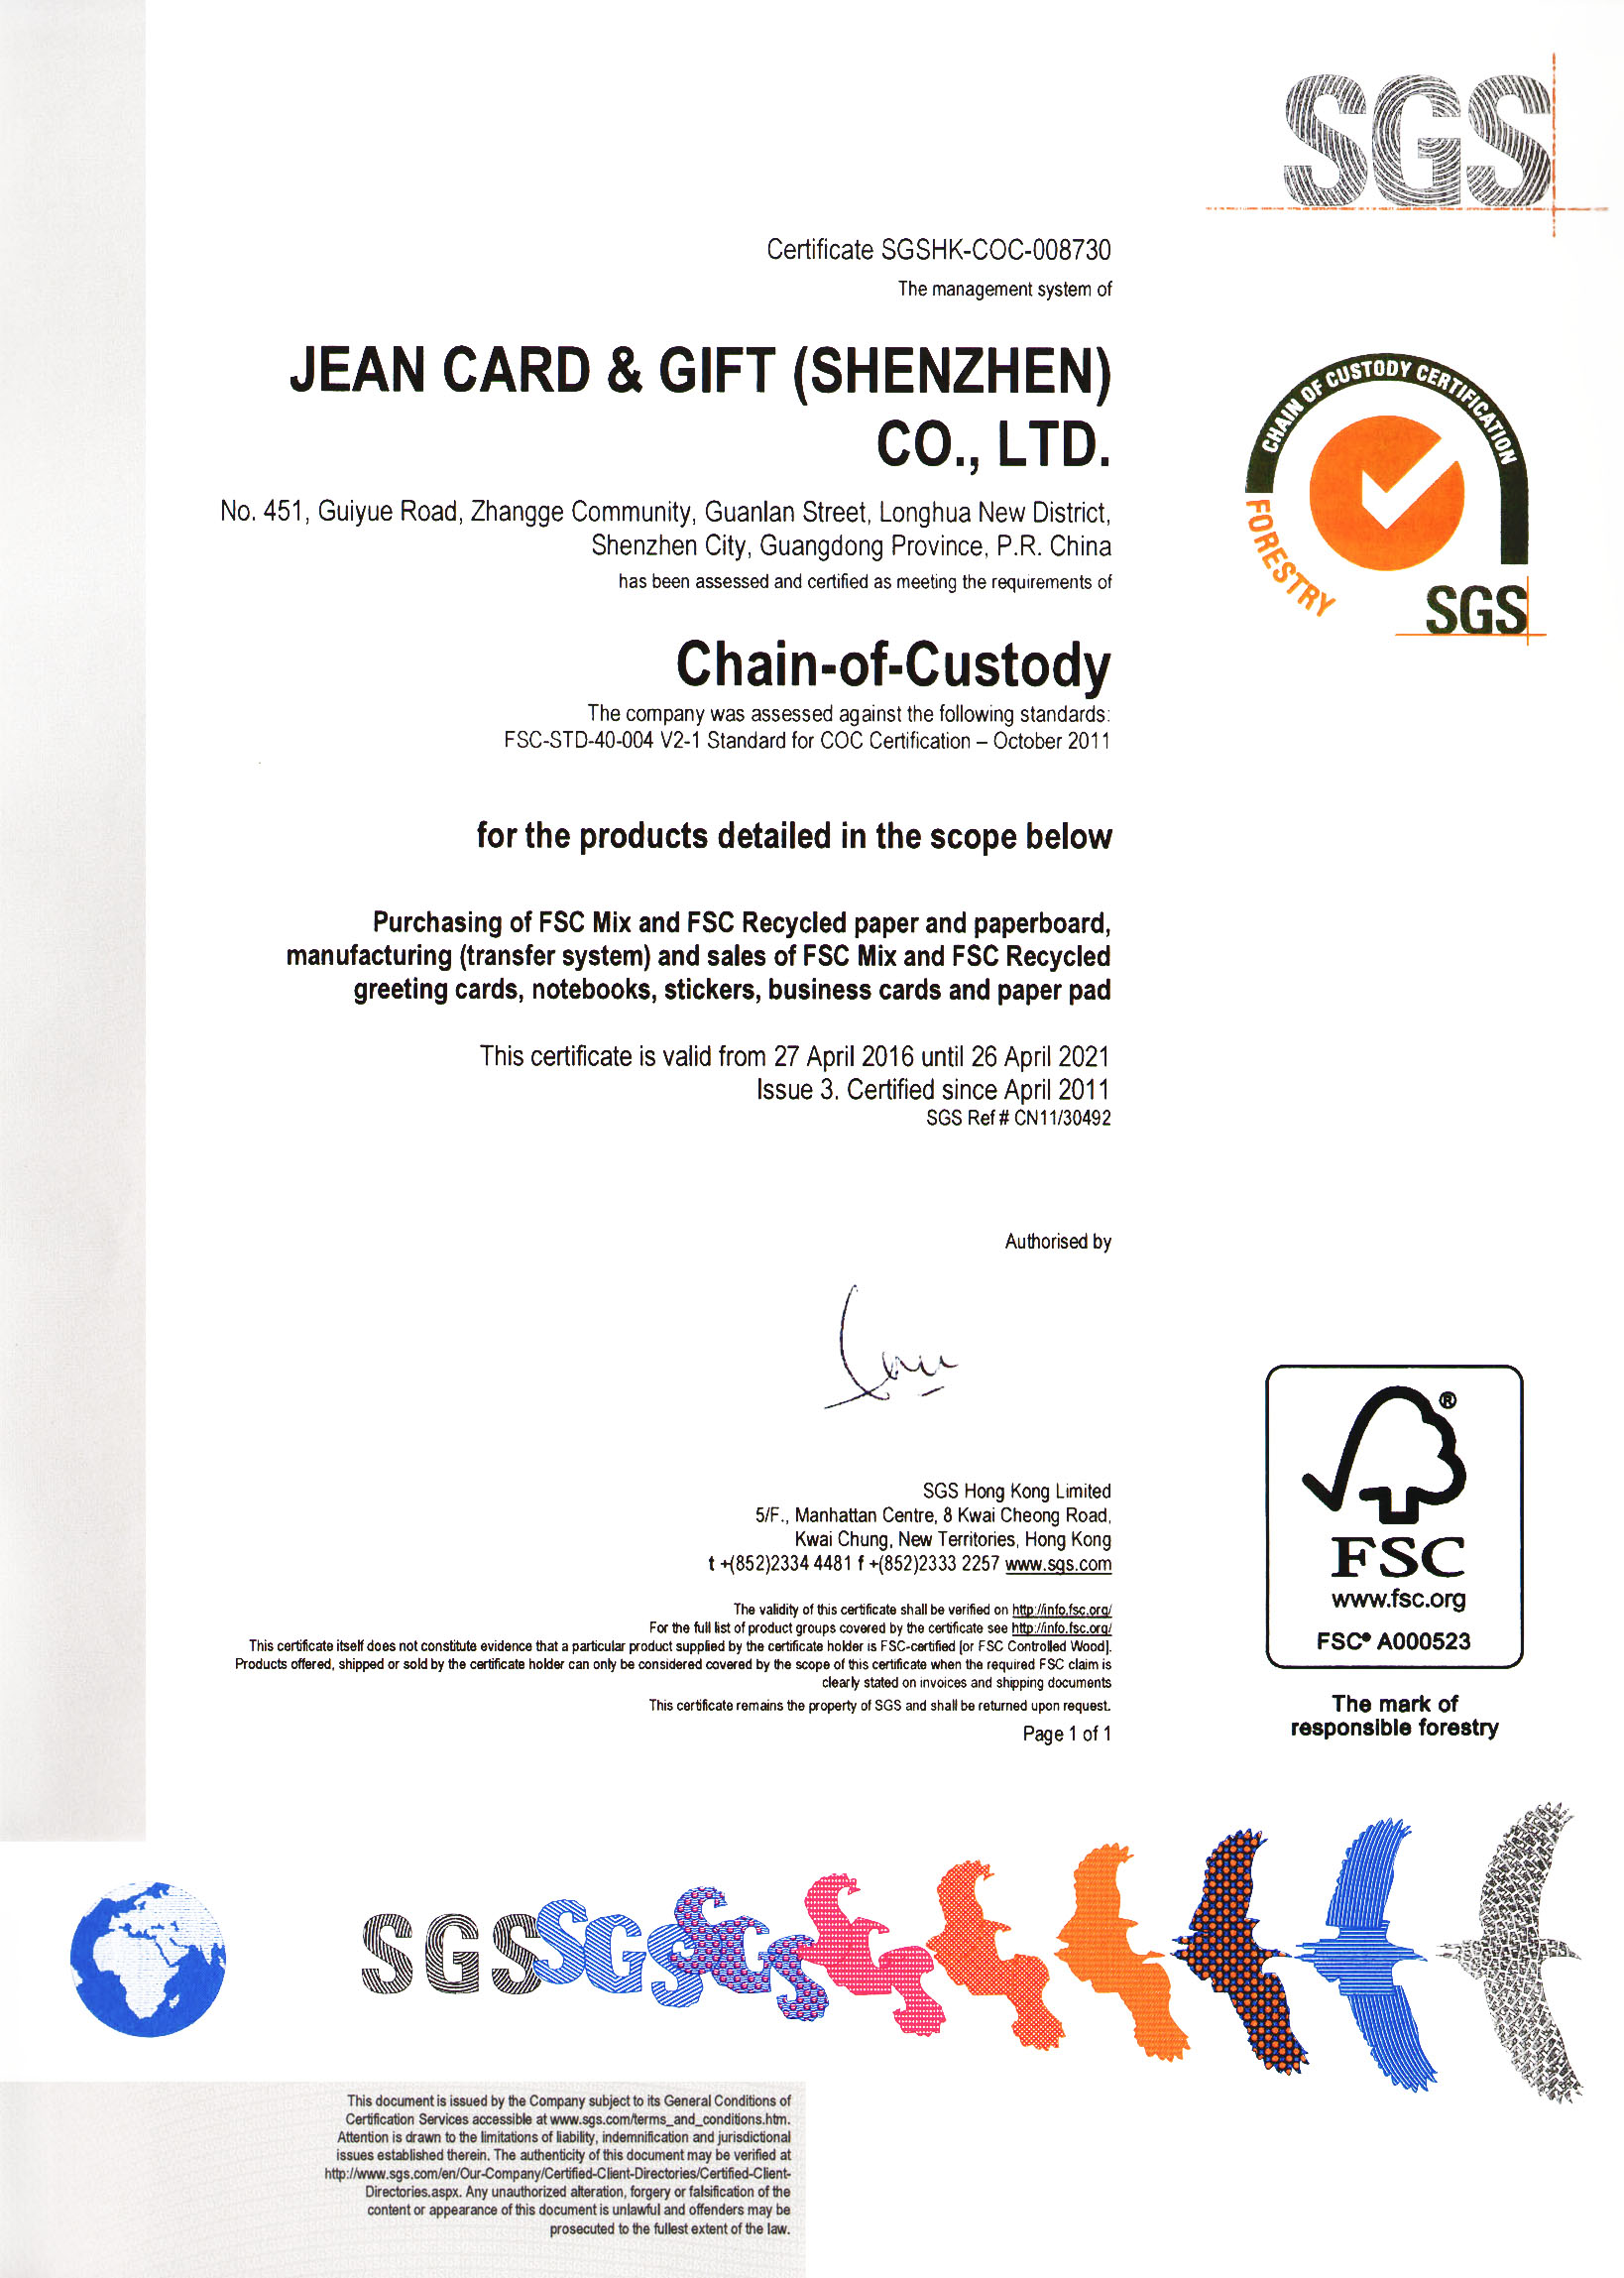 SGS
Certificate SGSHK-COC-008730
The management system of
JEAN CARD & GIFT (SHENZHEN)
CO., LTD.
No. 451, Guiyue Road, Zhangge Community, Guanlan Street, Longhua New District,
Shenzhen City, Guangdong Province, P.R. China
has been assessed and certified as meeting the requirements of
CHAIN OF CUSTODY CERTIFICATION
FORESTRY
SGS
Chain-of-Custody
The company was assessed against the following standards:
FSC-STD-40-004 V2-1 Standard for COC Certification – October 2011
for the products detailed in the scope below
Purchasing of FSC Mix and FSC Recycled paper and paperboard,
manufacturing (transfer system) and sales of FSC Mix and FSC Recycled
greeting cards, notebooks, stickers, business cards and paper pad
This certificate is valid from 27 April 2016 until 26 April 2021
Issue 3. Certified since April 2011
SGS Ref # CN11/30492
Authorised by
SGS Hong Kong Limited
5/F., Manhattan Centre, 8 Kwai Cheong Road,
Kwai Chung, New Territories, Hong Kong
t +(852)2334 4481 f +(852)2333 2257 www.sgs.com
The validity of this certificate shall be verified on http://info.fsc.org/
For the full list of product groups covered by the certificate see http://info.fsc.org/
This certificate itself does not constitute evidence that a particular product supplied by the certificate holder is FSC-certified [or FSC Controlled Wood].
Products offered, shipped or sold by the certificate holder can only be considered covered by the scope of this certificate when the required FSC claim is
clearly stated on invoices and shipping documents
This certificate remains the property of SGS and shall be returned upon request.
Page 1 of 1
®
FSC
www.fsc.org
FSC® A000523
The mark of
responsible forestry
SGS SGS SGS
This document is issued by the Company subject to its General Conditions of
Certification Services accessible at www.sgs.com/terms_and_conditions.htm.
Attention is drawn to the limitations of liability, indemnification and jurisdictional
issues established therein. The authenticity of this document may be verified at
http://www.sgs.com/en/Our-Company/Certified-Client-Directories/Certified-Client-
Directories.aspx. Any unauthorized alteration, forgery or falsification of the
content or appearance of this document is unlawful and offenders may be
prosecuted to the fullest extent of the law.